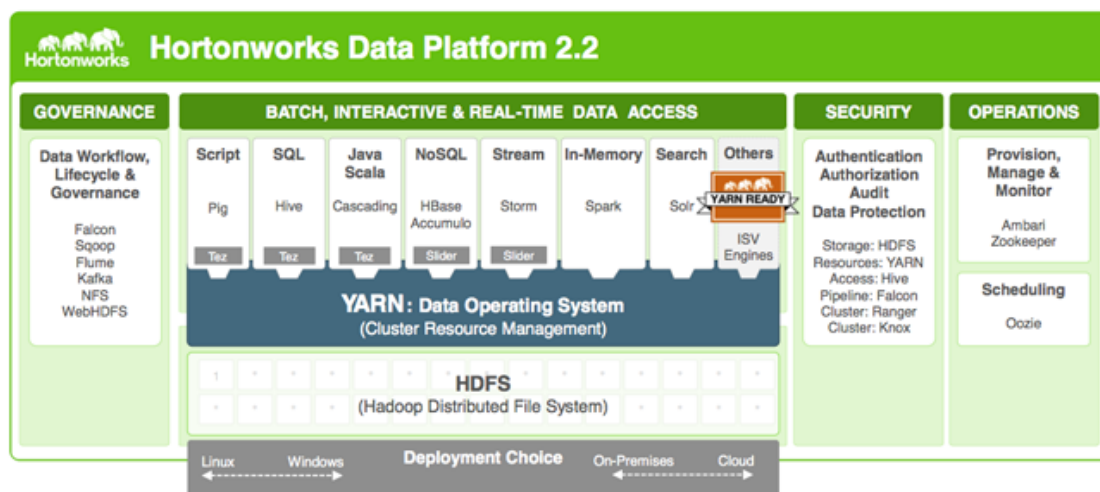 Hortonworks
Hortonworks Data Platform 2.2
GOVERNANCE
Data Workflow,
Lifecycle &
Governance
Falcon
Sqoop
Flume
Kafka
NFS
WebHDFS
BATCH, INTERACTIVE & REAL-TIME DATA ACCESS
Script
Pig
Tez
SQL
Hive
Tez
Java
Scala
Cascading
Tez
NoSQL
HBase
Accumulo
Slider
Stream
Storm
Slider
In-Memory
Spark
Search
Solr
Others
YARN READY
ISV
Engines
YARN : Data Operating System
(Cluster Resource Management)
1
HDFS
(Hadoop Distributed File System)
Deployment Choice
Linux
Windows
On-Premises
Cloud
SECURITY
Authentication
Authorization
Audit
Data Protection
Storage: HDFS
Resources: YARN
Access: Hive
Pipeline: Falcon
Cluster: Ranger
Cluster: Knox
OPERATIONS
Provision,
Manage &
Monitor
Ambari
Zookeeper
Scheduling
Oozie